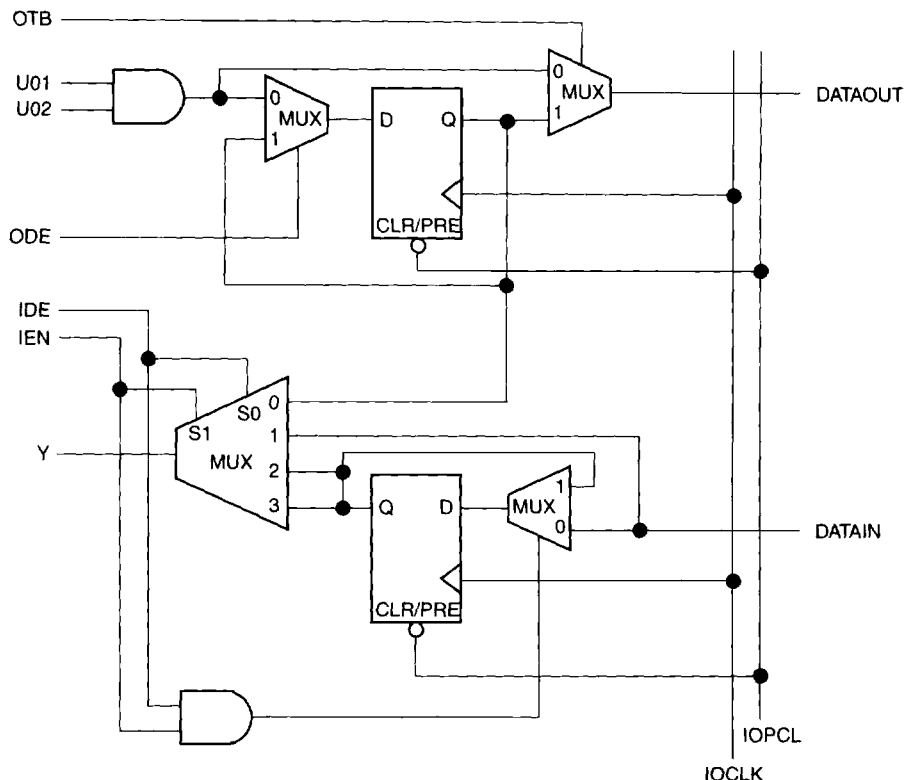 OTB
U01
U02
0
1
MUX
D
Q
CLR/PRE
0
1
MUX
DATAOUT
ODE
IDE
IEN
S1
S0
0
1
2
3
MUX
Y
Q
D
CLR/PRE
MUX
1
0
DATAIN
IOPCL
IOCLK